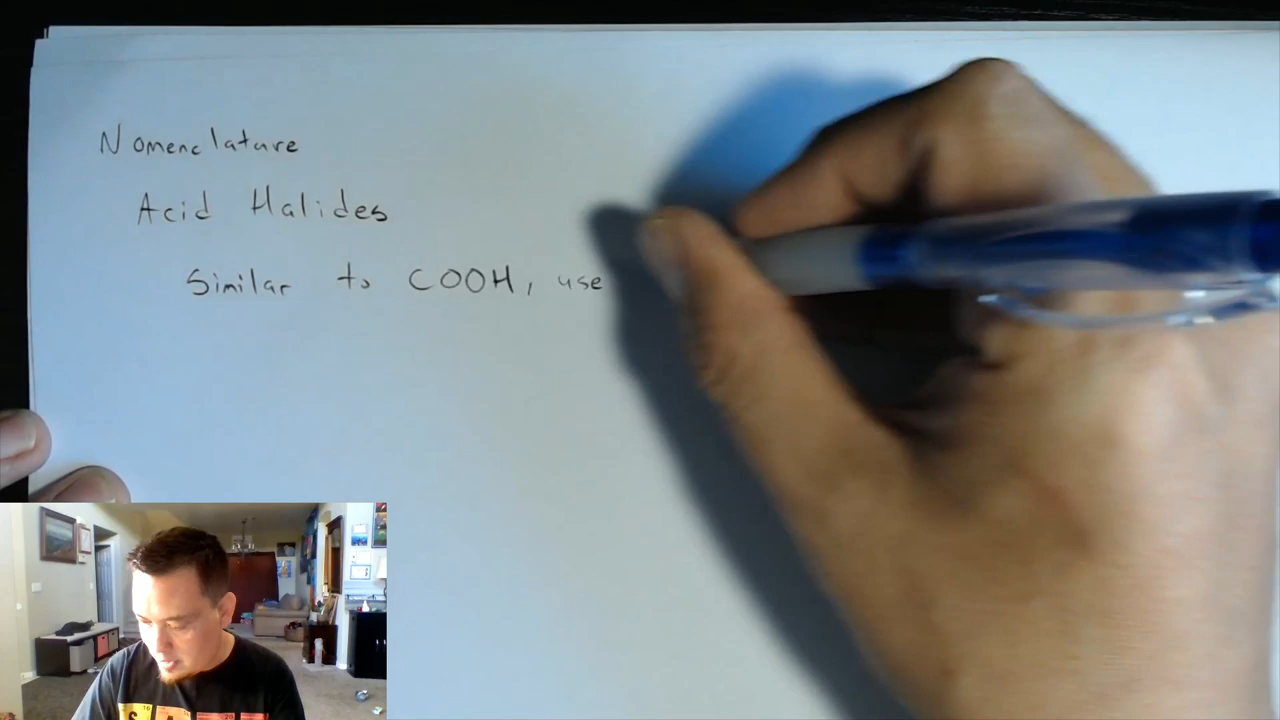 Nomenclature
Acid Halides
Similar to COOH, use